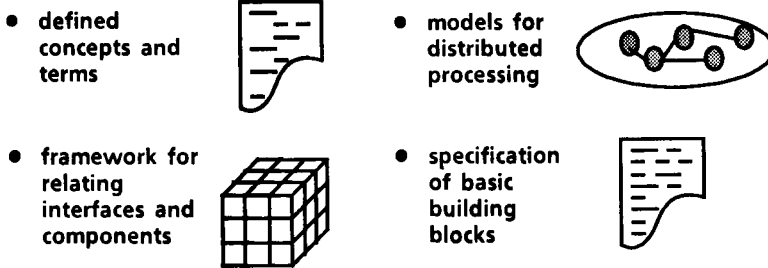 • defined
concepts and
terms
• models for
distributed
processing
• framework for
relating
interfaces and
components
• specification
of basic
building
blocks